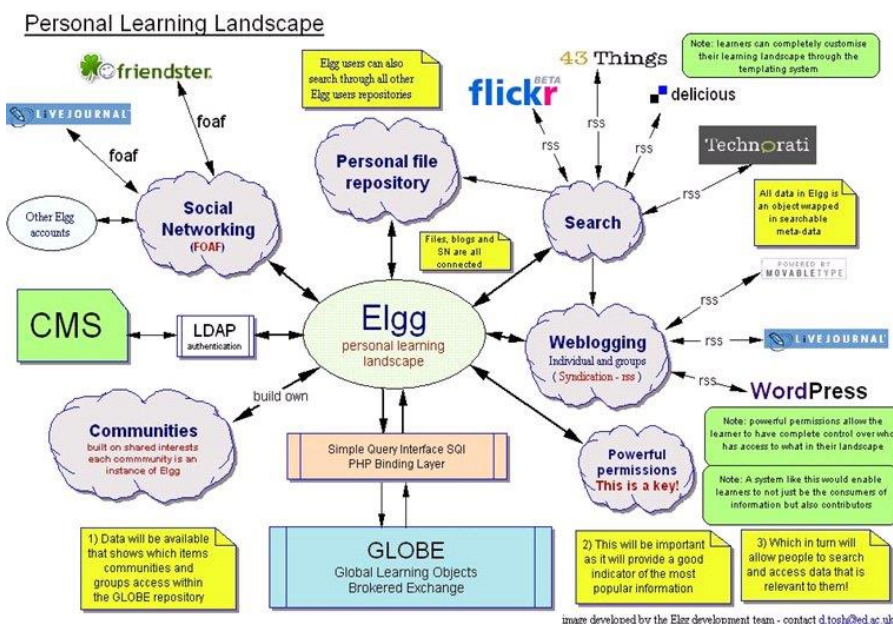 Personal Learning Landscape
friendster.
LiVEJOURNAL
foaf
foaf
Other Elgg
accounts
Social
Networking
(FOAF)
Elgg users can also
search through all other
Elgg users repositories
Personal file
repository
Files, blogs and
SN are all
connected
flickr
BETA
43 Things
delicious
Note: learners can completely customise
their learning landscape through the
templating system
Technorati
rss
rss
rss
rss
Search
All data in Elgg is
an object wrapped
in searchable
meta-data
CMS
LDAP
authentication
Elgg
personal learning
landscape
Weblogging
Individual and groups
( Syndication - rss )
rss
rss
rss
POWERED BY
MOVABLETYPE
LiVEJOURNAL
WordPress
build own
Communities
built on shared interests
each commmunity is an
instance of Elgg
Simple Query Interface SQI
PHP Binding Layer
Powerful
permissions
This is a key!
Note: powerful permissions allow the
learner to have complete control over who
has access to what in their landscape
Note: A system like this would enable
learners to not just be the consumers of
information but also contributors
1) Data will be available
that shows which items
communities and
groups access within
the GLOBE repository
GLOBE
Global Learning Objects
Brokered Exchange
2) This will be important
as it will provide a good
indicator of the most
popular information
3) Which in turn will
allow people to search
and access data that is
relevant to them!
image developed by the Elgg development team - contact d.tosh@ed.ac.uk